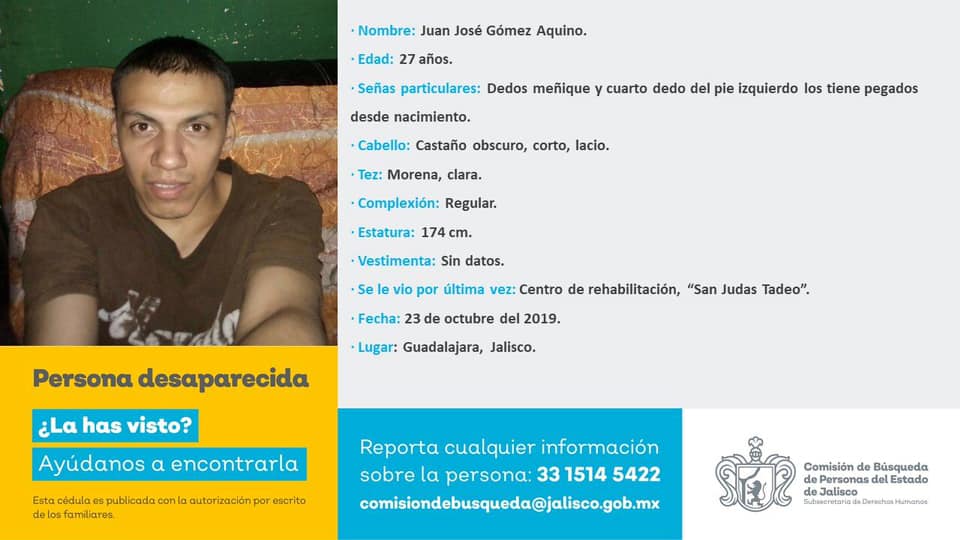 · Nombre: Juan José Gómez Aquino.
· Edad: 27 años.
· Señas particulares: Dedos meñique y cuarto dedo del pie izquierdo los tiene pegados
desde nacimiento.
· Cabello: Castaño obscuro, corto, lacio.
· Tez: Morena, clara.
· Complexión: Regular.
· Estatura: 174 cm.
· Vestimenta: Sin datos.
· Se le vio por última vez: Centro de rehabilitación, “San Judas Tadeo”.
· Fecha: 23 de octubre del 2019.
· Lugar: Guadalajara, Jalisco.
Persona desaparecida
¿La has visto?
Ayúdanos a encontrarla
Esta cédula es publicada con la autorización por escrito
de los familiares.
Reporta cualquier información
sobre la persona: 33 1514 5422
comisiondebusqueda@jalisco.gob.mx
Comisión de Búsqueda
de Personas del Estado
de Jalisco
Subsecretaría de Derechos Humanos